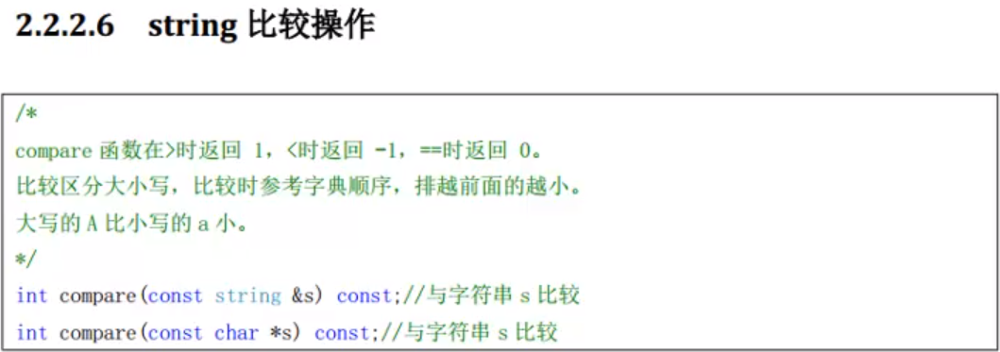 2.2.2.6 string 比较操作
/*
compare 函数在>时返回 1，<时返回 -1，==时返回 0。
比较区分大小写，比较时参考字典顺序，排越前面的越小。
大写的 A 比小写的 a 小。
*/
int compare(const string &s) const;//与字符串 s 比较
int compare(const char *s) const;//与字符串 s 比较